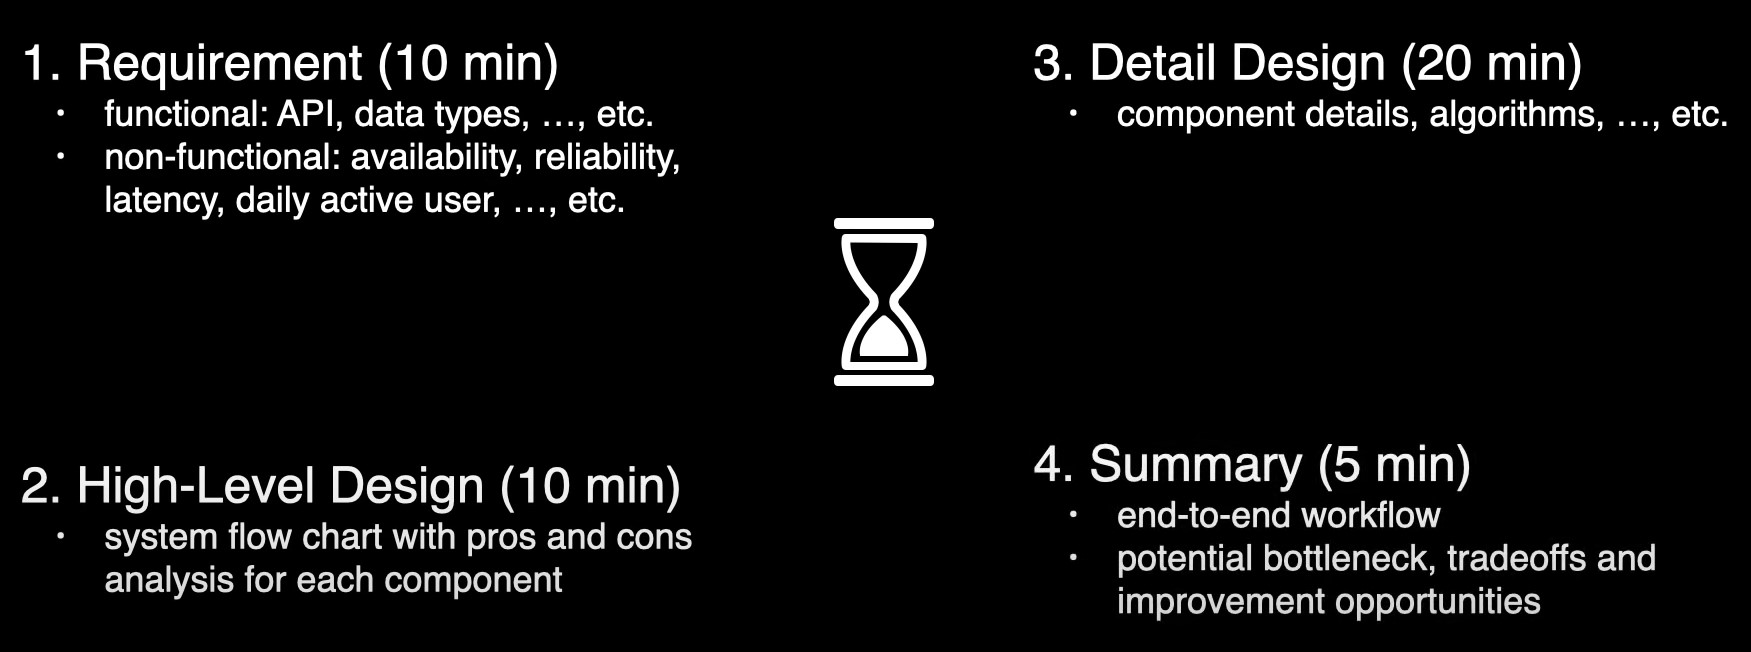 1. Requirement (10 min)
• functional: API, data types, …, etc.
• non-functional: availability, reliability,
latency, daily active user, …, etc.
2. High-Level Design (10 min)
• system flow chart with pros and cons
analysis for each component
3. Detail Design (20 min)
• component details, algorithms, …, etc.
4. Summary (5 min)
• end-to-end workflow
• potential bottleneck, tradeoffs and
improvement opportunities